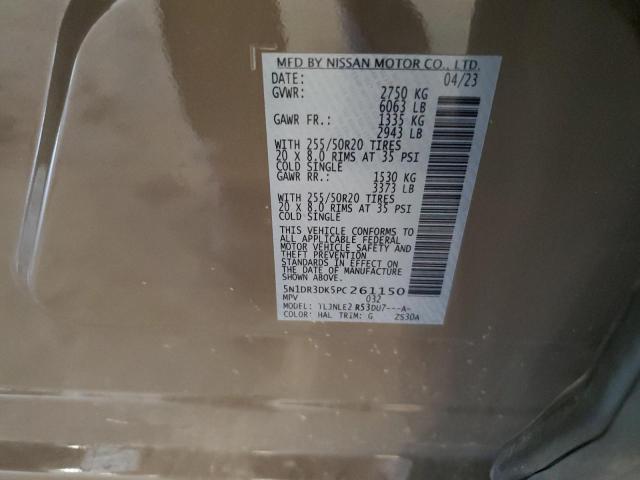 MFD BY NISSAN MOTOR CO., LTD.
DATE: 04/23
GVWR: 2750 KG
6063 LB
GAWR FR.: 1335 KG
2943 LB
WITH 255/50R20 TIRES
20 X 8.0 RIMS AT 35 PSI
COLD SINGLE
GAWR RR.: 1530 KG
3373 LB
WITH 255/50R20 TIRES
20 X 8.0 RIMS AT 35 PSI
COLD SINGLE
THIS VEHICLE CONFORMS TO
ALL APPLICABLE FEDERAL
MOTOR VEHICLE SAFETY AND
THEFT PREVENTION
STANDARDS IN EFFECT ON
THE DATE OF MANUFACTURE
SHOWN ABOVE
5N1DR3DK5PC261150
MPV 032
MODEL: TL3NLEZ R53DU7---A-
COLOR: HAL TRIM: G 2S30A